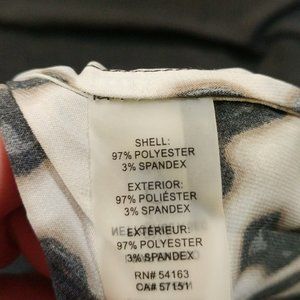 SHELL:
97% POLYESTER
3% SPANDEX
EXTERIOR:
97% POLIÉSTER
3% SPANDEX
EXTÉRIEUR:
97% POLYESTER
3% SPANDEX
RN# 54163
CA# 57151